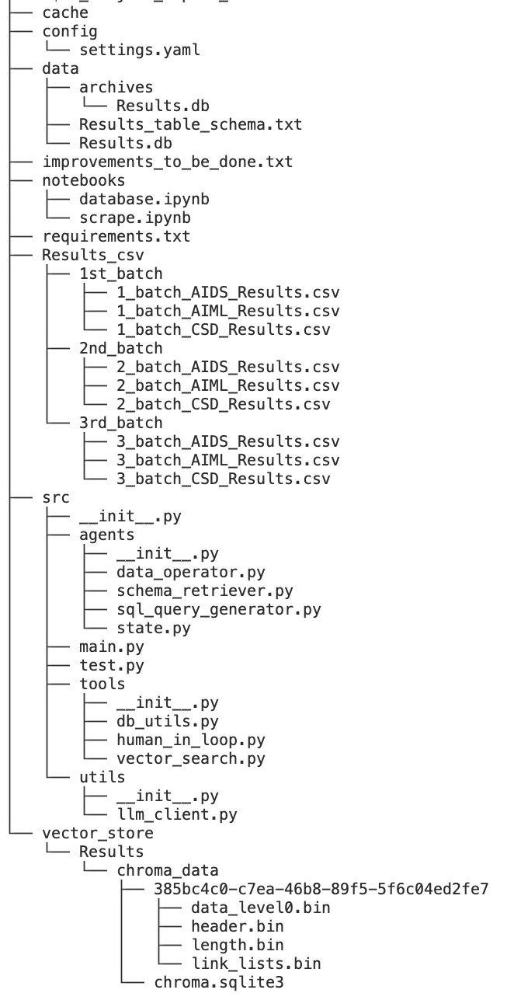 ├── cache
├── config
│   └── settings.yaml
├── data
│   ├── archives
│   │   └── Results.db
│   ├── Results_table_schema.txt
│   └── Results.db
├── improvements_to_be_done.txt
├── notebooks
│   ├── database.ipynb
│   └── scrape.ipynb
├── requirements.txt
├── Results_csv
│   ├── 1st_batch
│   │   ├── 1_batch_AIDS_Results.csv
│   │   ├── 1_batch_AIML_Results.csv
│   │   └── 1_batch_CSD_Results.csv
│   ├── 2nd_batch
│   │   ├── 2_batch_AIDS_Results.csv
│   │   ├── 2_batch_AIML_Results.csv
│   │   └── 2_batch_CSD_Results.csv
│   └── 3rd_batch
│       ├── 3_batch_AIDS_Results.csv
│       ├── 3_batch_AIML_Results.csv
│       └── 3_batch_CSD_Results.csv
├── src
│   ├── __init__.py
│   ├── agents
│   │   ├── __init__.py
│   │   ├── data_operator.py
│   │   ├── schema_retriever.py
│   │   ├── sql_query_generator.py
│   │   └── state.py
│   ├── main.py
│   ├── test.py
│   ├── tools
│   │   ├── __init__.py
│   │   ├── db_utils.py
│   │   ├── human_in_loop.py
│   │   └── vector_search.py
│   └── utils
│       ├── __init__.py
│       └── llm_client.py
└── vector_store
    └── Results
        └── chroma_data
            ├── 385bc4c0-c7ea-46b8-89f5-5f6c04ed2fe7
            │   ├── data_level0.bin
            │   ├── header.bin
            │   ├── length.bin
            │   └── link_lists.bin
            └── chroma.sqlite3